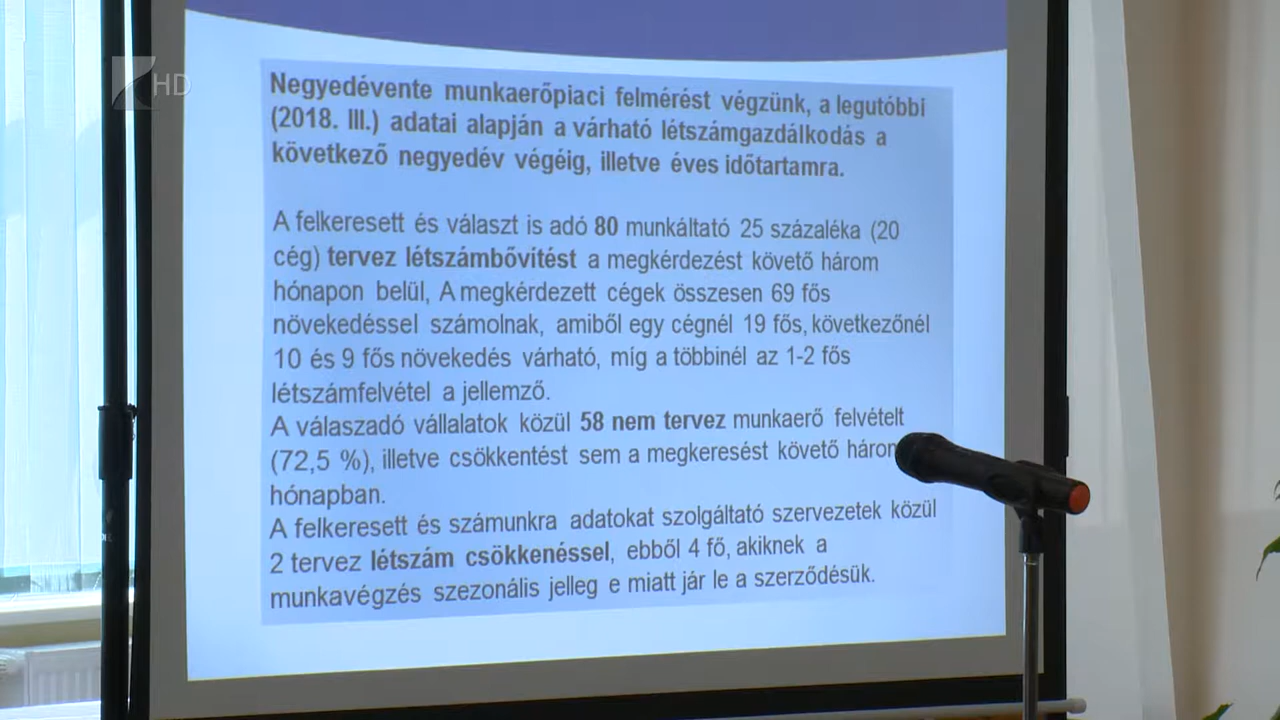 HD
Negyedévente munkaerőpiaci felmérést végzünk, a legutóbbi
(2018. III.) adatai alapján a várható létszámgazdálkodás a
következő negyedév végéig, illetve éves időtartamra.
A felkeresett és választ is adó 80 munkáltató 25 százaléka (20
cég) tervez létszámbővítést a megkérdezést követő három
hónapon belül, A megkérdezett cégek összesen 69 fős
növekedéssel számolnak, amiből egy cégnél 19 fős, következőnél
10 és 9 fős növekedés várható, míg a többinél az 1-2 fős
létszámfelvétel a jellemző.
A válaszadó vállalatok közül 58 nem tervez munkaerő felvételt
(72,5 %), illetve csökkentést sem a megkeresést követő
hónapban.
A felkeresett és számunkra adatokat szolgáltató szervezetek közül
2 tervez létszám csökkenéssel, ebből 4 fő, akiknek a
munkavégzés szezonális jelleg e miatt jár le a szerződésük.